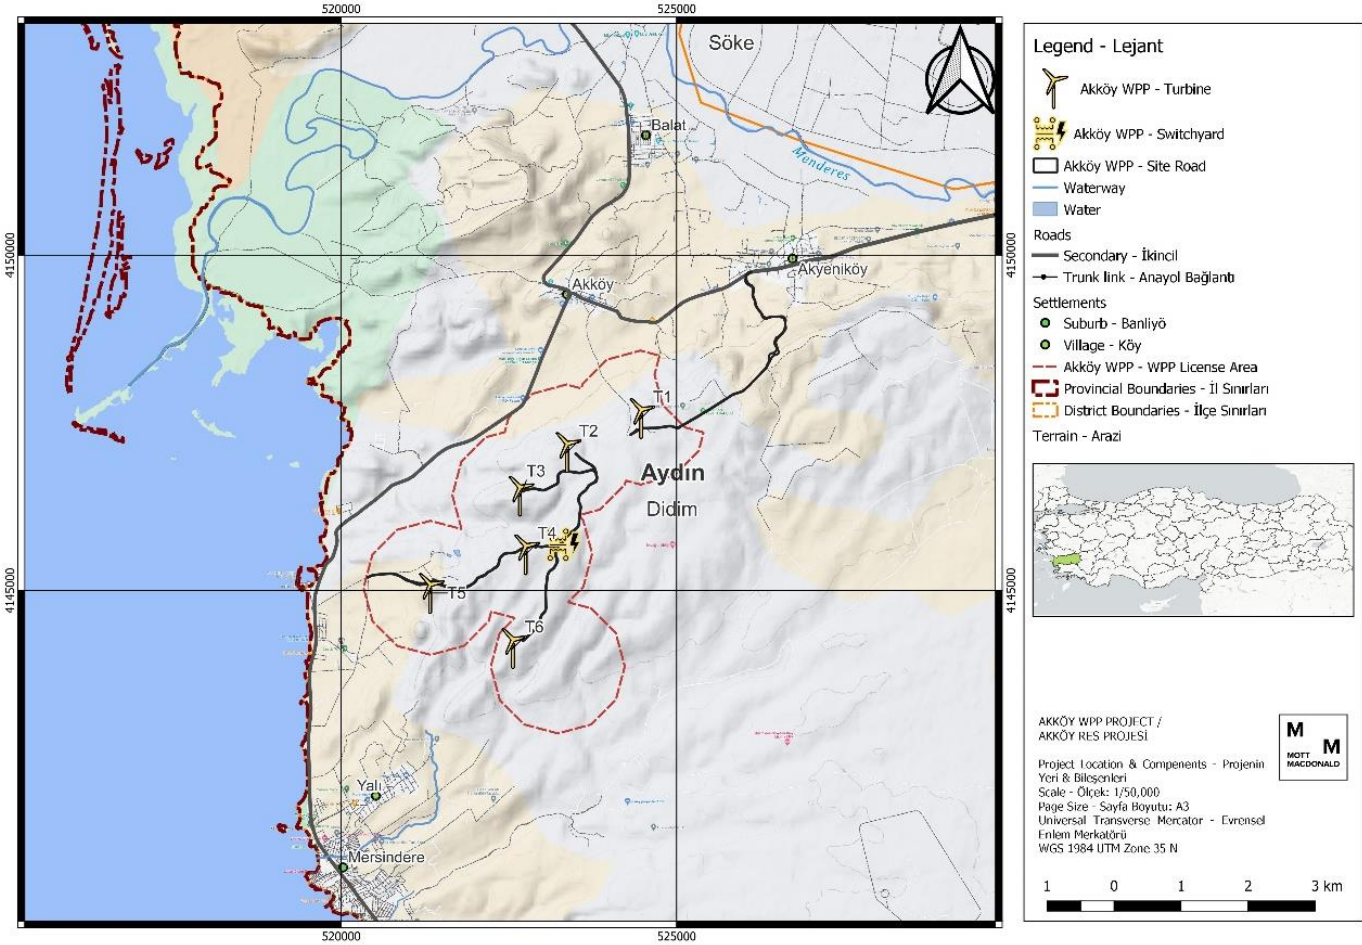 520000
525000
Söke
Balat
Menderes
4150000
4150000
Akyeniköy
Akköy
T1
T2
T3
Aydın
Didim
T4
T5
T6
4145000
4145000
Yalı
Mersindere
520000
525000
Legend - Lejant
Akköy WPP - Turbine
Akköy WPP - Switchyard
Akköy WPP - Site Road
Waterway
Water
Roads
Secondary - İkincil
Trunk link - Anayol Bağlantı
Settlements
Suburb - Banliyö
Village - Köy
Akköy WPP - WPP License Area
Provincial Boundaries - İl Sınırları
District Boundaries - İlçe Sınırları
Terrain - Arazi
AKKÖY WPP PROJECT /
AKKÖY RES PROJESİ
M
M
MOTT
MACDONALD
Project Location & Compenents - Projenin
Yeri & Bileşenleri
Scale - Ölçek: 1/50,000
Page Size - Sayfa Boyutu: A3
Universal Transverse Mercator - Evrensel
Enlem Merkatörü
WGS 1984 UTM Zone 35 N
1 0 1 2 3 km